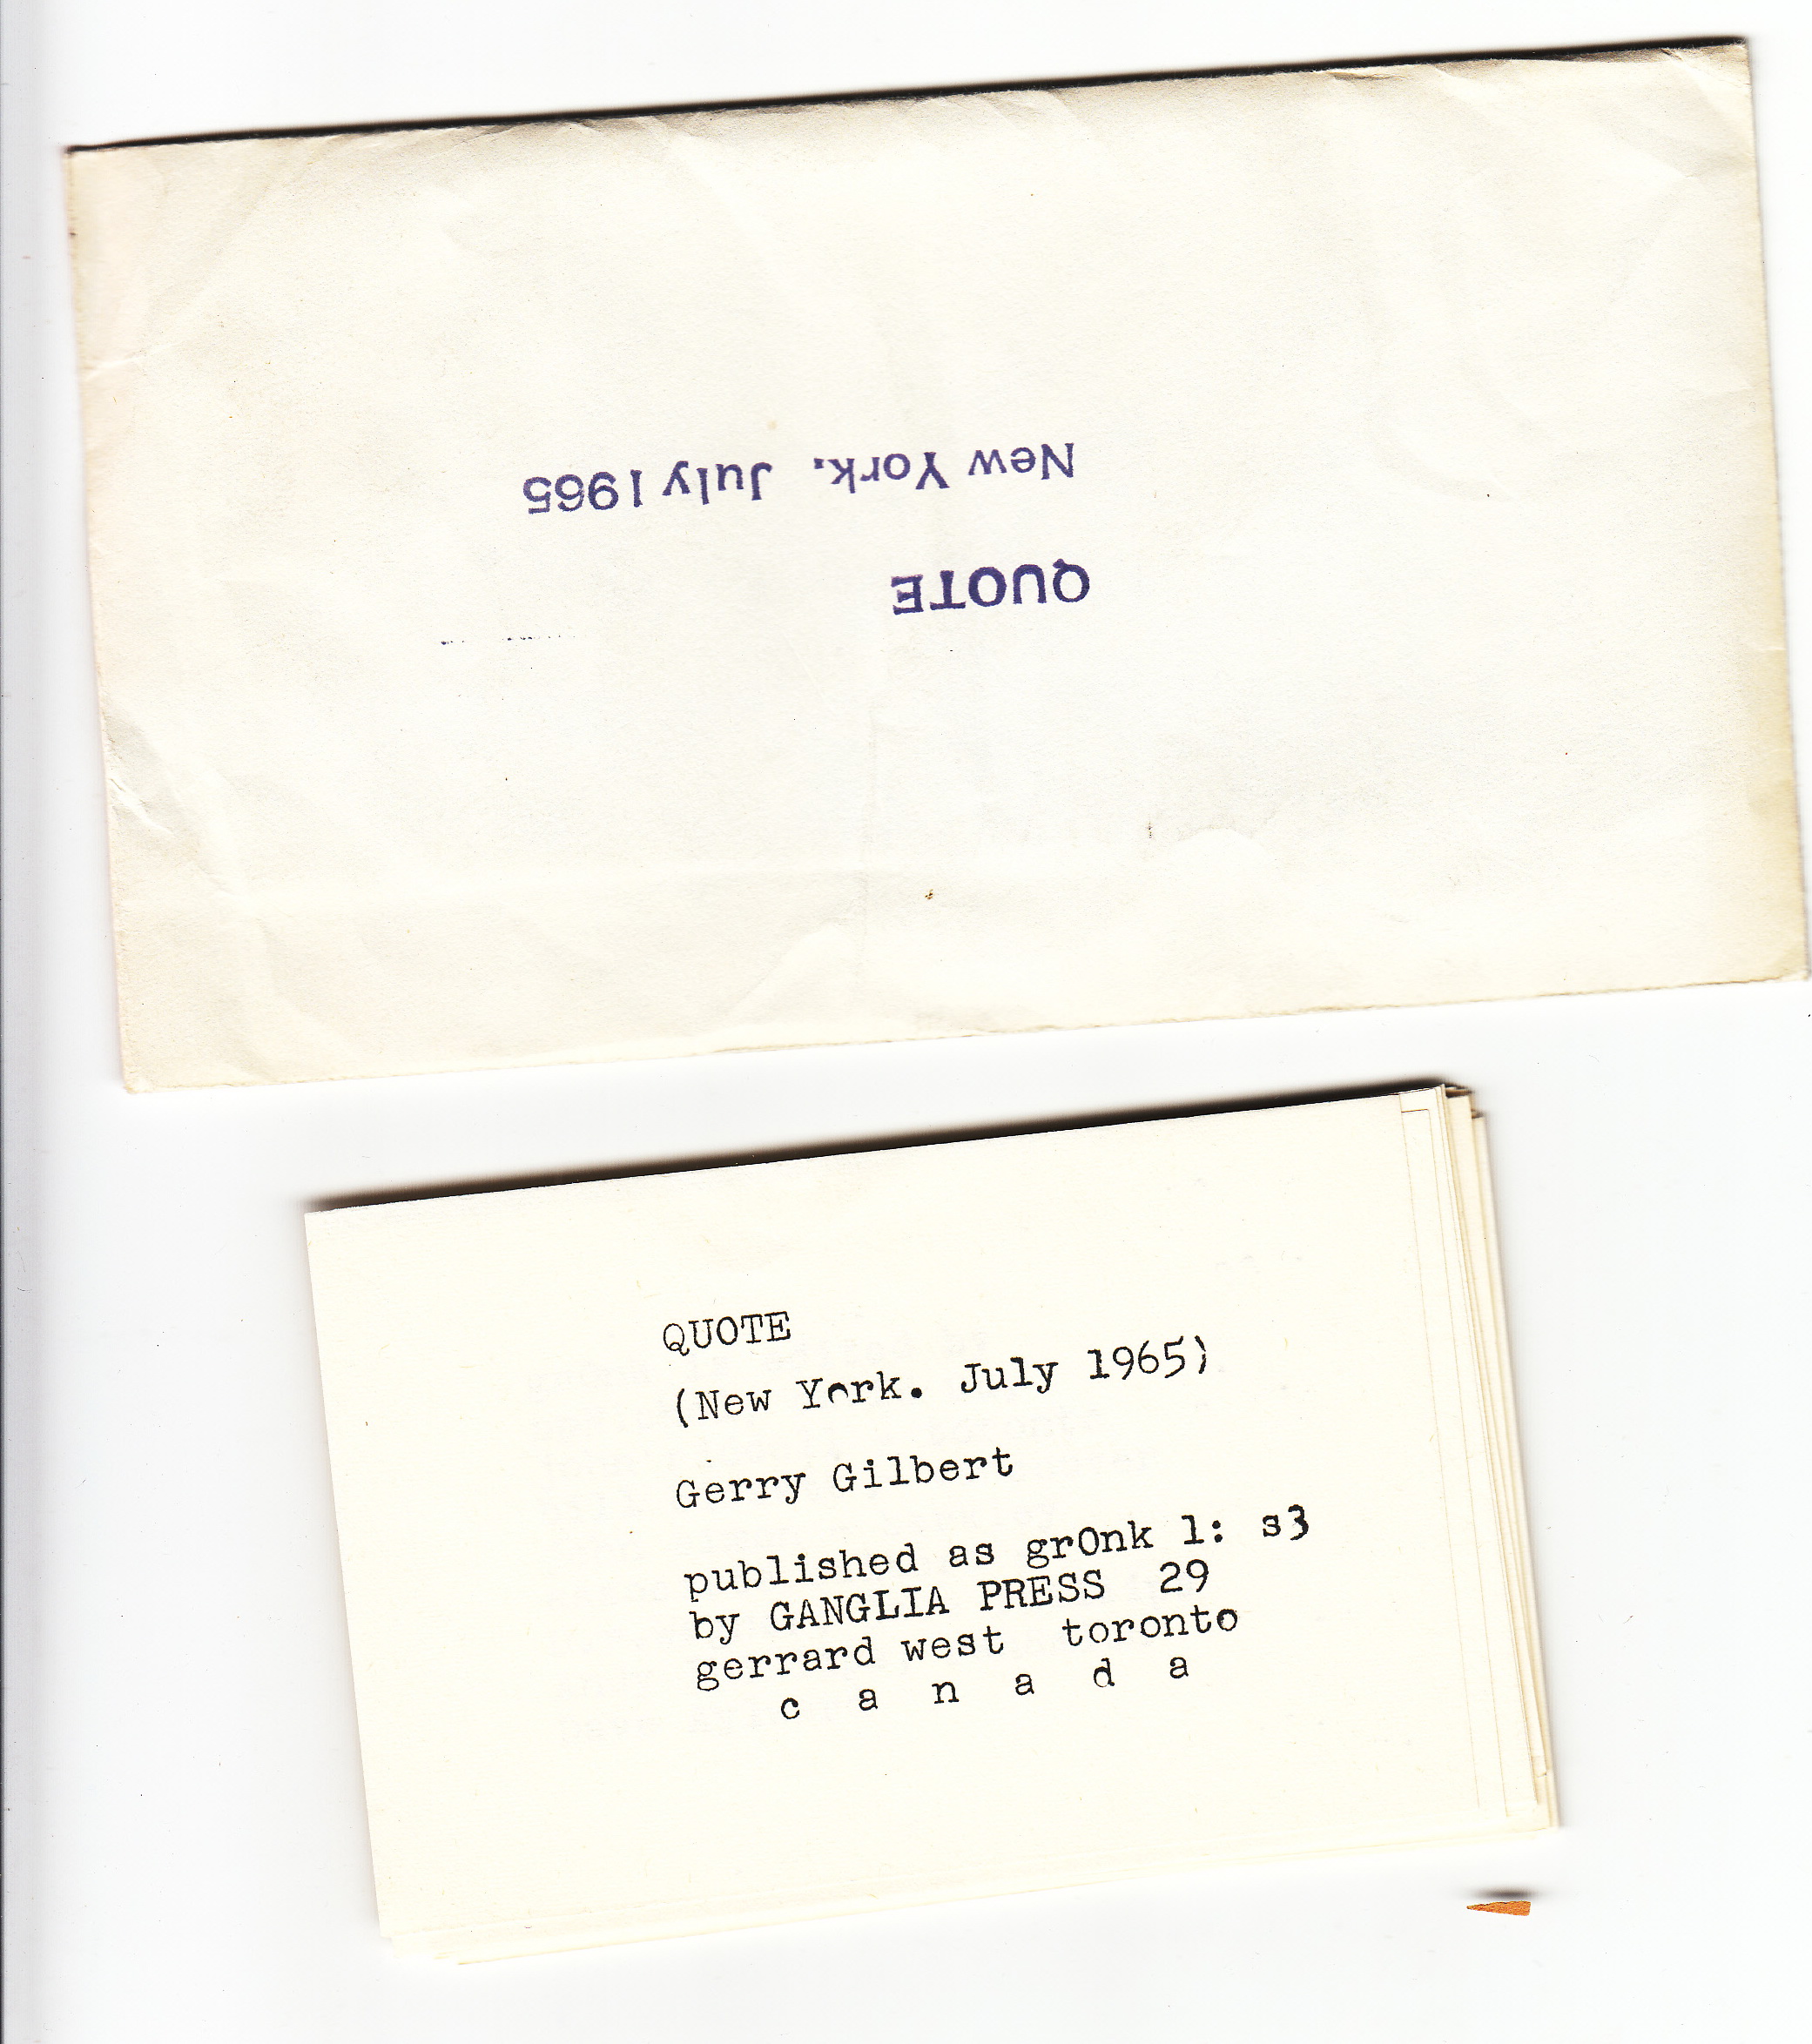 QUOTE
New York. July 1965
QUOTE
(New York. July 1965)
Gerry Gilbert
published as grOnk 1: s3
by GANGLIA PRESS 29
gerrard west toronto
c a n a d a